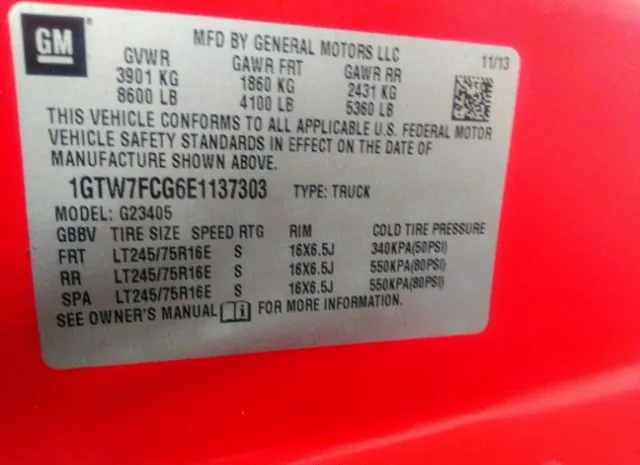 GM
MFD BY GENERAL MOTORS LLC
11/13
GVWR GAWR FRT GAWR RR
3901 KG 1860 KG 2431 KG
8600 LB 4100 LB 5360 LB
THIS VEHICLE CONFORMS TO ALL APPLICABLE U.S. FEDERAL MOTOR
VEHICLE SAFETY STANDARDS IN EFFECT ON THE DATE OF
MANUFACTURE SHOWN ABOVE.
1GTW7FCG6E1137303 TYPE: TRUCK
MODEL: G23405
GBBV TIRE SIZE SPEED RTG RIM COLD TIRE PRESSURE
FRT LT245/75R16E S 16X6.5J 340KPA(50PSI)
RR LT245/75R16E S 16X6.5J 550KPA(80PSI)
SPA LT245/75R16E S 16X6.5J 550KPA(80PSI)
SEE OWNER'S MANUAL FOR MORE INFORMATION.